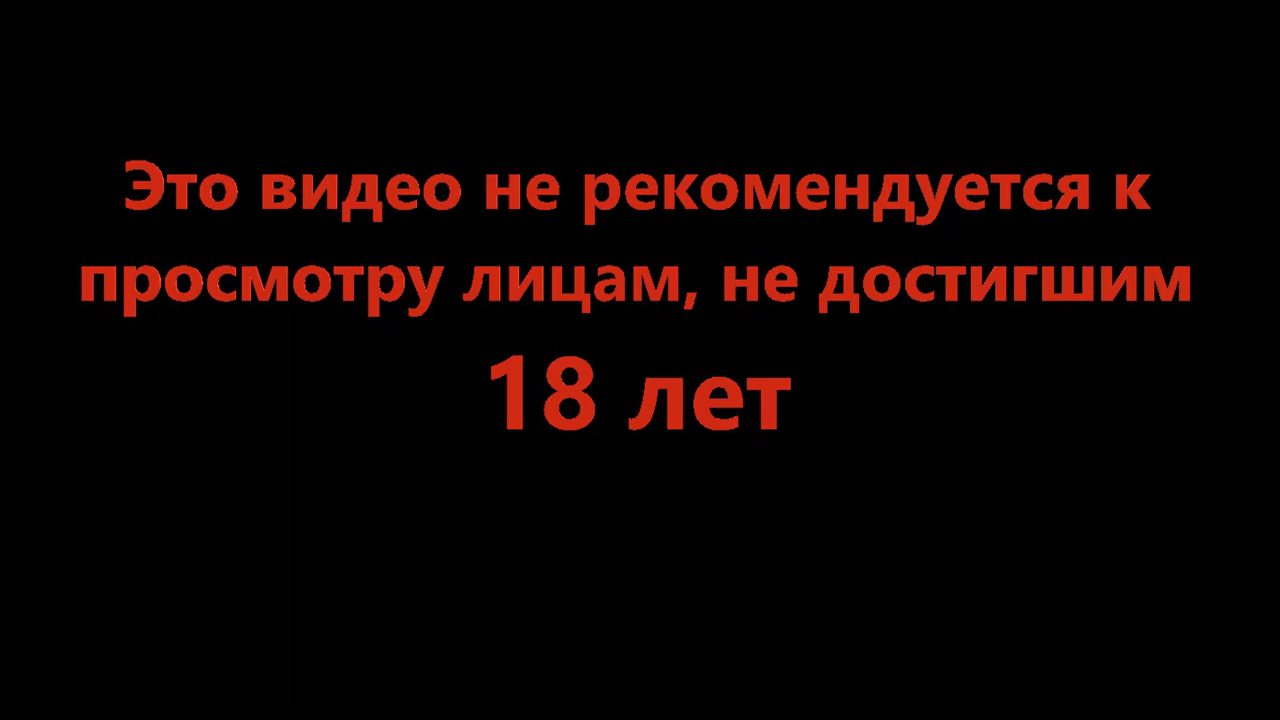 Это видео не рекомендуется к
просмотру лицам, не достигшим
18 лет